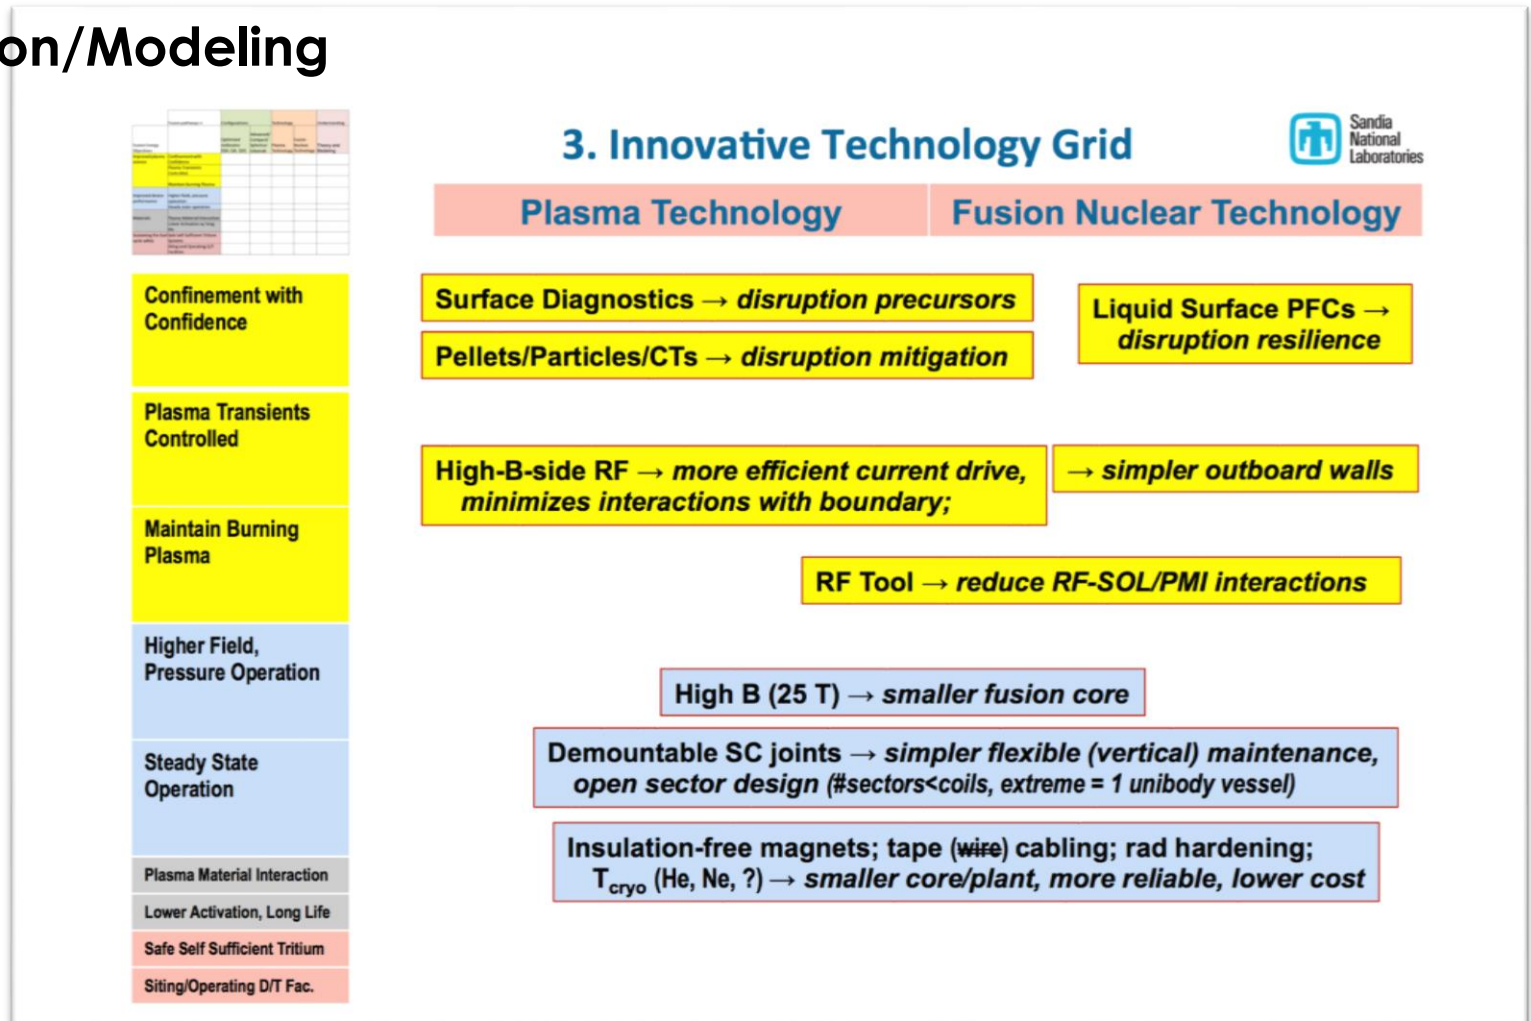 on/Modeling
3. Innovative Technology Grid
Sandia
National
Laboratories
Plasma Technology
Fusion Nuclear Technology
Confinement with
Confidence
Surface Diagnostics → disruption precursors
Pellets/Particles/CTs → disruption mitigation
Liquid Surface PFCs →
disruption resilience
Plasma Transients
Controlled
High-B-side RF → more efficient current drive,
minimizes interactions with boundary;
→ simpler outboard walls
Maintain Burning
Plasma
RF Tool → reduce RF-SOL/PMI interactions
Higher Field,
Pressure Operation
High B (25 T) → smaller fusion core
Steady State
Operation
Demountable SC joints → simpler flexible (vertical) maintenance,
open sector design (#sectors<coils, extreme = 1 unibody vessel)
Insulation-free magnets; tape (wire) cabling; rad hardening;
Tcryo (He, Ne, ?) → smaller core/plant, more reliable, lower cost
Plasma Material Interaction
Lower Activation, Long Life
Safe Self Sufficient Tritium
Siting/Operating D/T Fac.